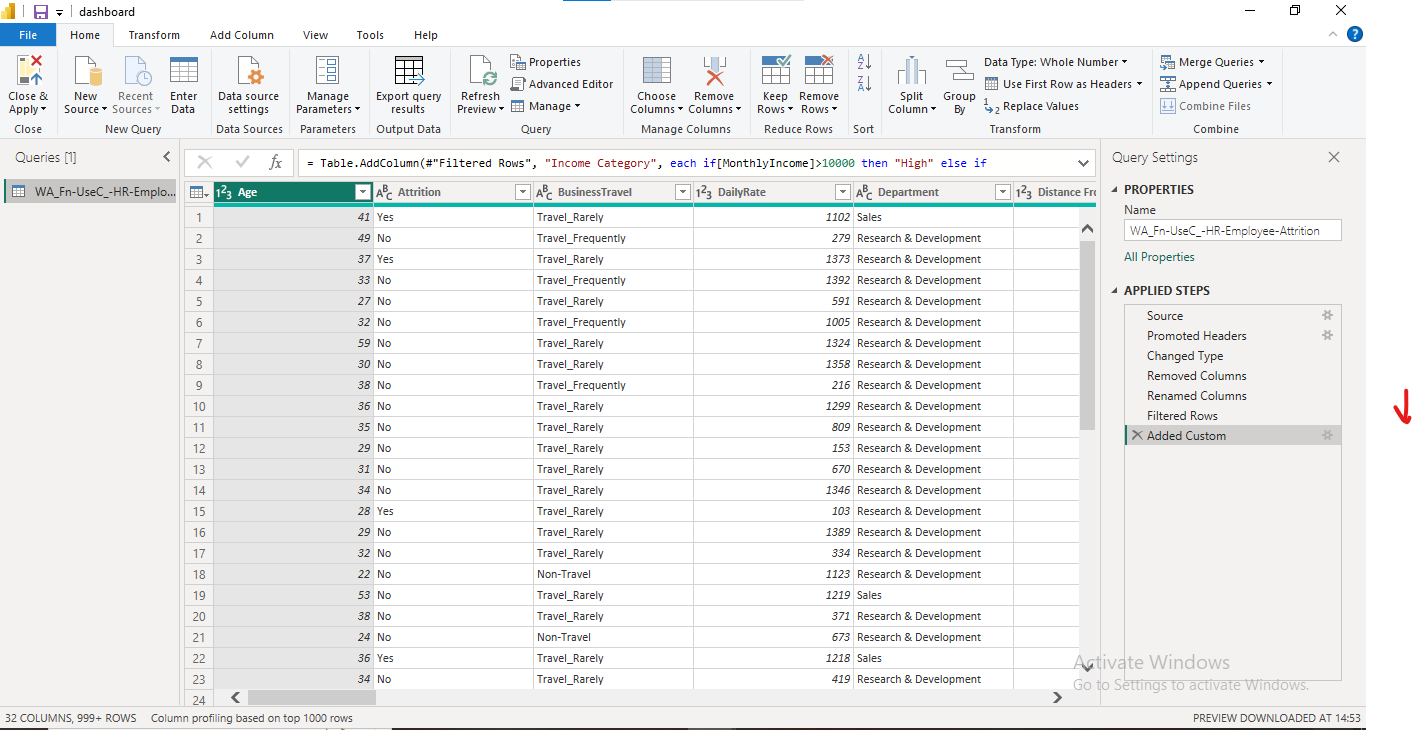 dashboard
File Home Transform Add Column View Tools Help
Close & Apply
New Source
Recent Sources
Enter Data
Data source settings
Manage Parameters
Export query results
Refresh Preview
Properties
Advanced Editor
Manage
Choose Columns
Remove Columns
Keep Rows
Remove Rows
Split Column
Group By
Data Type: Whole Number
Use First Row as Headers
Replace Values
Merge Queries
Append Queries
Combine Files
Close New Query Data Sources Parameters Output Data Query Manage Columns Reduce Rows Sort Transform Combine
Queries [1]
WA_Fn-UseC_-HR-Emplo...
fx = Table.AddColumn(#"Filtered Rows", "Income Category", each if[MonthlyIncome]>10000 then "High" else if
Age Attrition BusinessTravel DailyRate Department Distance Fr
1 41 Yes Travel_Rarely 1102 Sales
2 49 No Travel_Frequently 279 Research & Development
3 37 Yes Travel_Rarely 1373 Research & Development
4 33 No Travel_Frequently 1392 Research & Development
5 27 No Travel_Rarely 591 Research & Development
6 32 No Travel_Frequently 1005 Research & Development
7 59 No Travel_Rarely 1324 Research & Development
8 30 No Travel_Rarely 1358 Research & Development
9 38 No Travel_Frequently 216 Research & Development
10 36 No Travel_Rarely 1299 Research & Development
11 35 No Travel_Rarely 809 Research & Development
12 29 No Travel_Rarely 153 Research & Development
13 31 No Travel_Rarely 670 Research & Development
14 34 No Travel_Rarely 1346 Research & Development
15 28 Yes Travel_Rarely 103 Research & Development
16 29 No Travel_Rarely 1389 Research & Development
17 32 No Travel_Rarely 334 Research & Development
18 22 No Non-Travel 1123 Research & Development
19 53 No Travel_Rarely 1219 Sales
20 38 No Travel_Rarely 371 Research & Development
21 24 No Non-Travel 673 Research & Development
22 36 Yes Travel_Rarely 1218 Sales
23 34 No Travel_Rarely 419 Research & Development
24
Query Settings
PROPERTIES
Name
WA_Fn-UseC_-HR-Employee-Attrition
All Properties
APPLIED STEPS
Source
Promoted Headers
Changed Type
Removed Columns
Renamed Columns
Filtered Rows
Added Custom
Activate Windows
Go to Settings to activate Windows.
32 COLUMNS, 999+ ROWS Column profiling based on top 1000 rows
PREVIEW DOWNLOADED AT 14:53